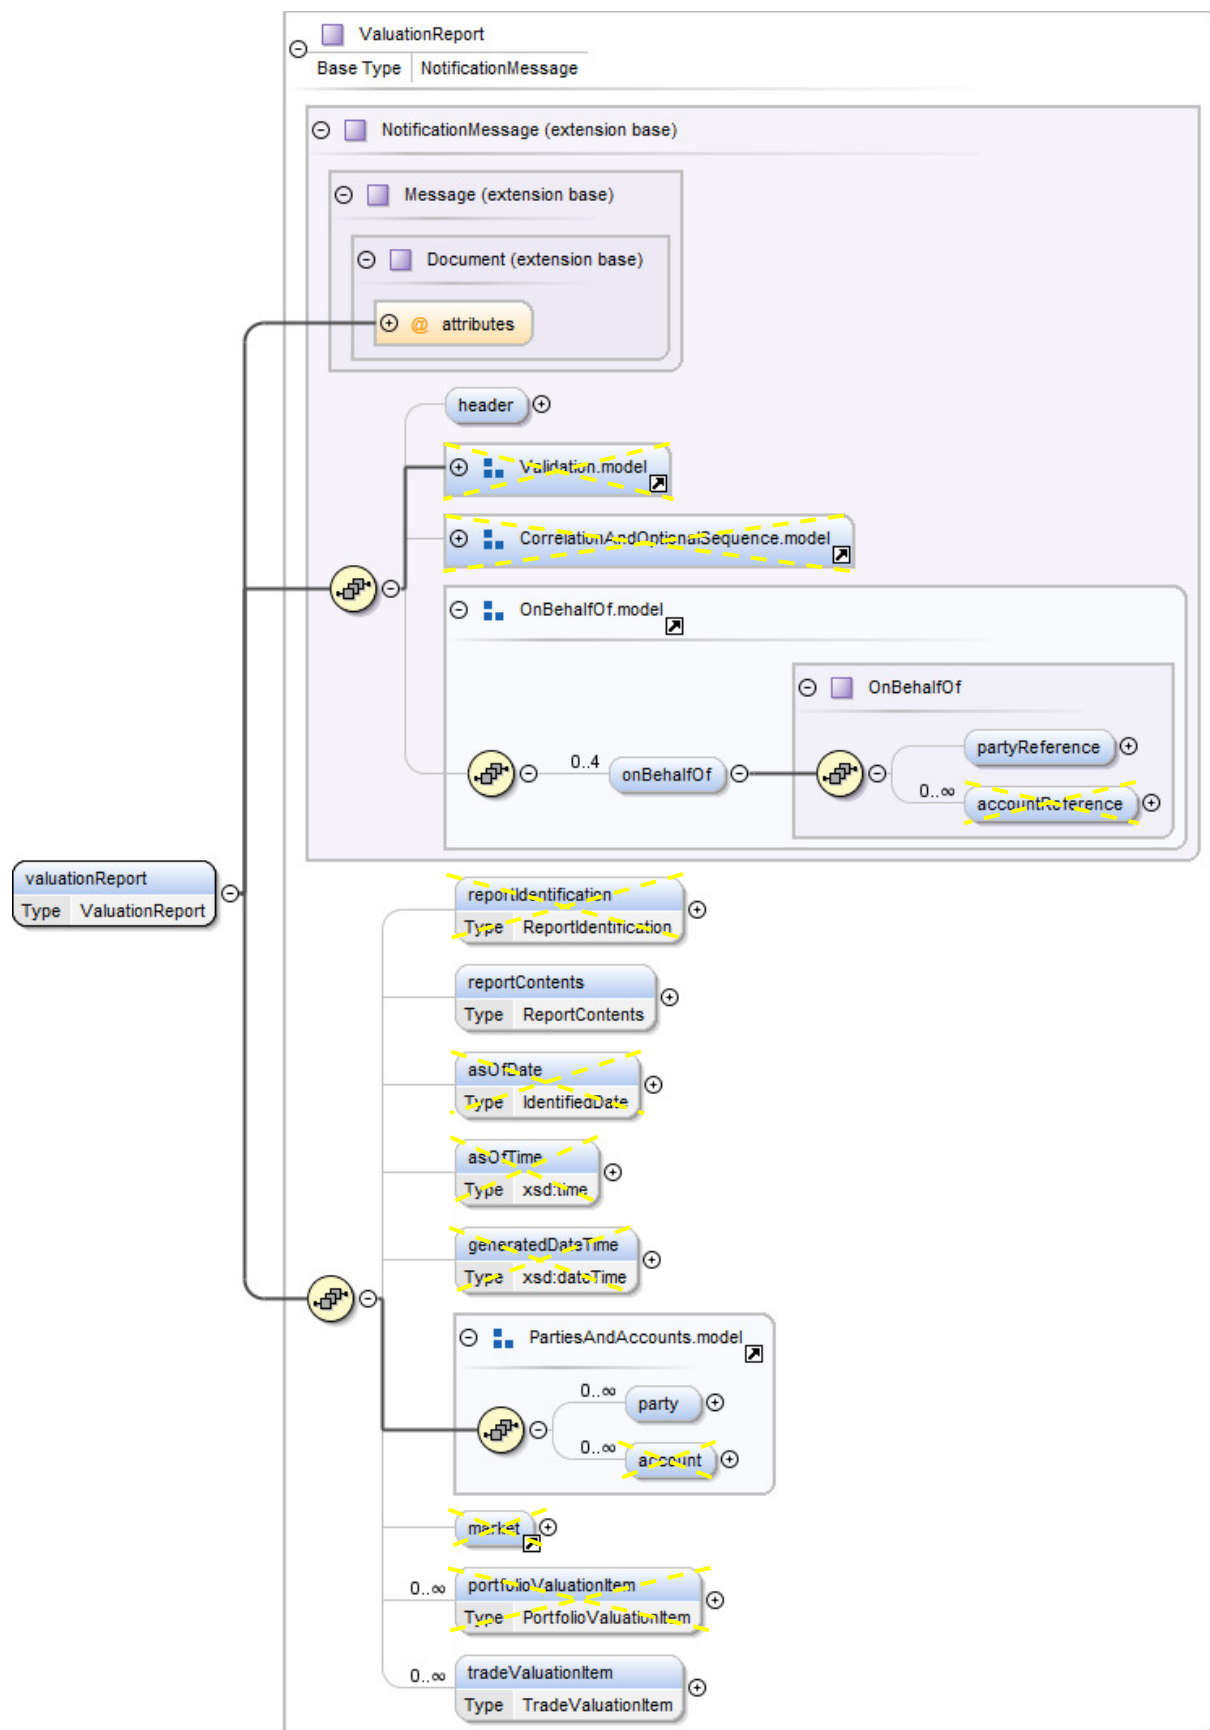 ValuationReport
Base Type NotificationMessage
NotificationMessage (extension base)
Message (extension base)
Document (extension base)
@ attributes
header
Validation.model
CorrelationAndOptionalSequence.model
OnBehalfOf.model
OnBehalfOf
partyReference
0..4 onBehalfOf
0..∞ accountReference
valuationReport
Type ValuationReport
reportIdentification
Type ReportIdentification
reportContents
Type ReportContents
asOfDate
Type IdentifiedDate
asOfTime
Type xsd:time
generatedDateTime
Type xsd:dateTime
PartiesAndAccounts.model
0..∞ party
0..∞ account
market
0..∞ portfolioValuationItem
Type PortfolioValuationItem
0..∞ tradeValuationItem
Type TradeValuationItem